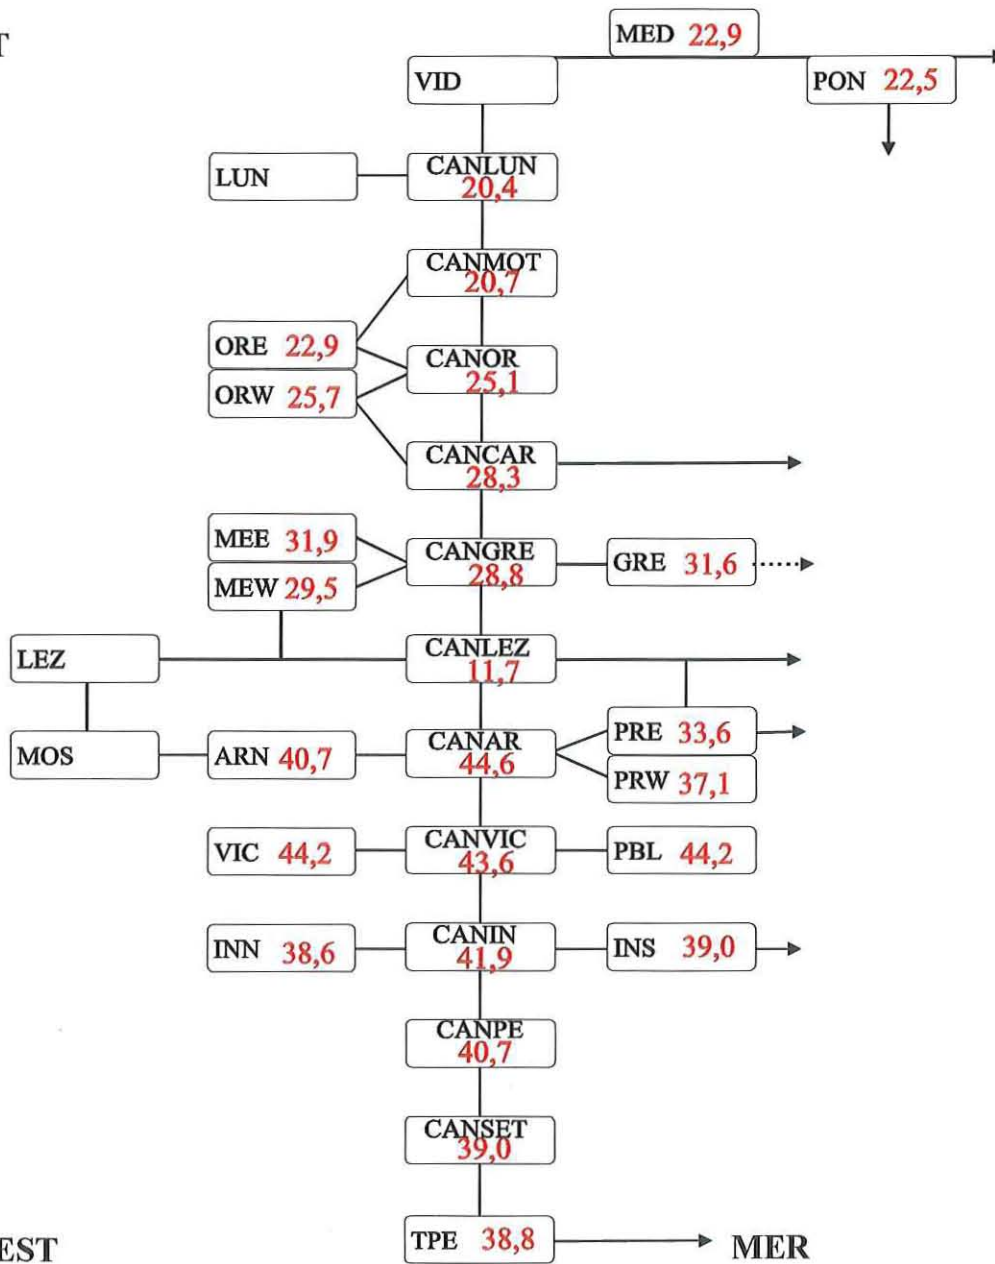 T
MED 22,9
VID
PON 22,5
LUN
CANLUN
20,4
CANMOT
20,7
ORE 22,9
CANOR
25,1
ORW 25,7
CANCAR
28,3
MEE 31,9
CANGRE
28,8
GRE 31,6
MEW 29,5
LEZ
CANLEZ
11,7
PRE 33,6
MOS
ARN 40,7
CANAR
44,6
PRW 37,1
VIC 44,2
CANVIC
43,6
PBL 44,2
INN 38,6
CANIN
41,9
INS 39,0
CANPE
40,7
CANSET
39,0
TPE 38,8
MER
EST